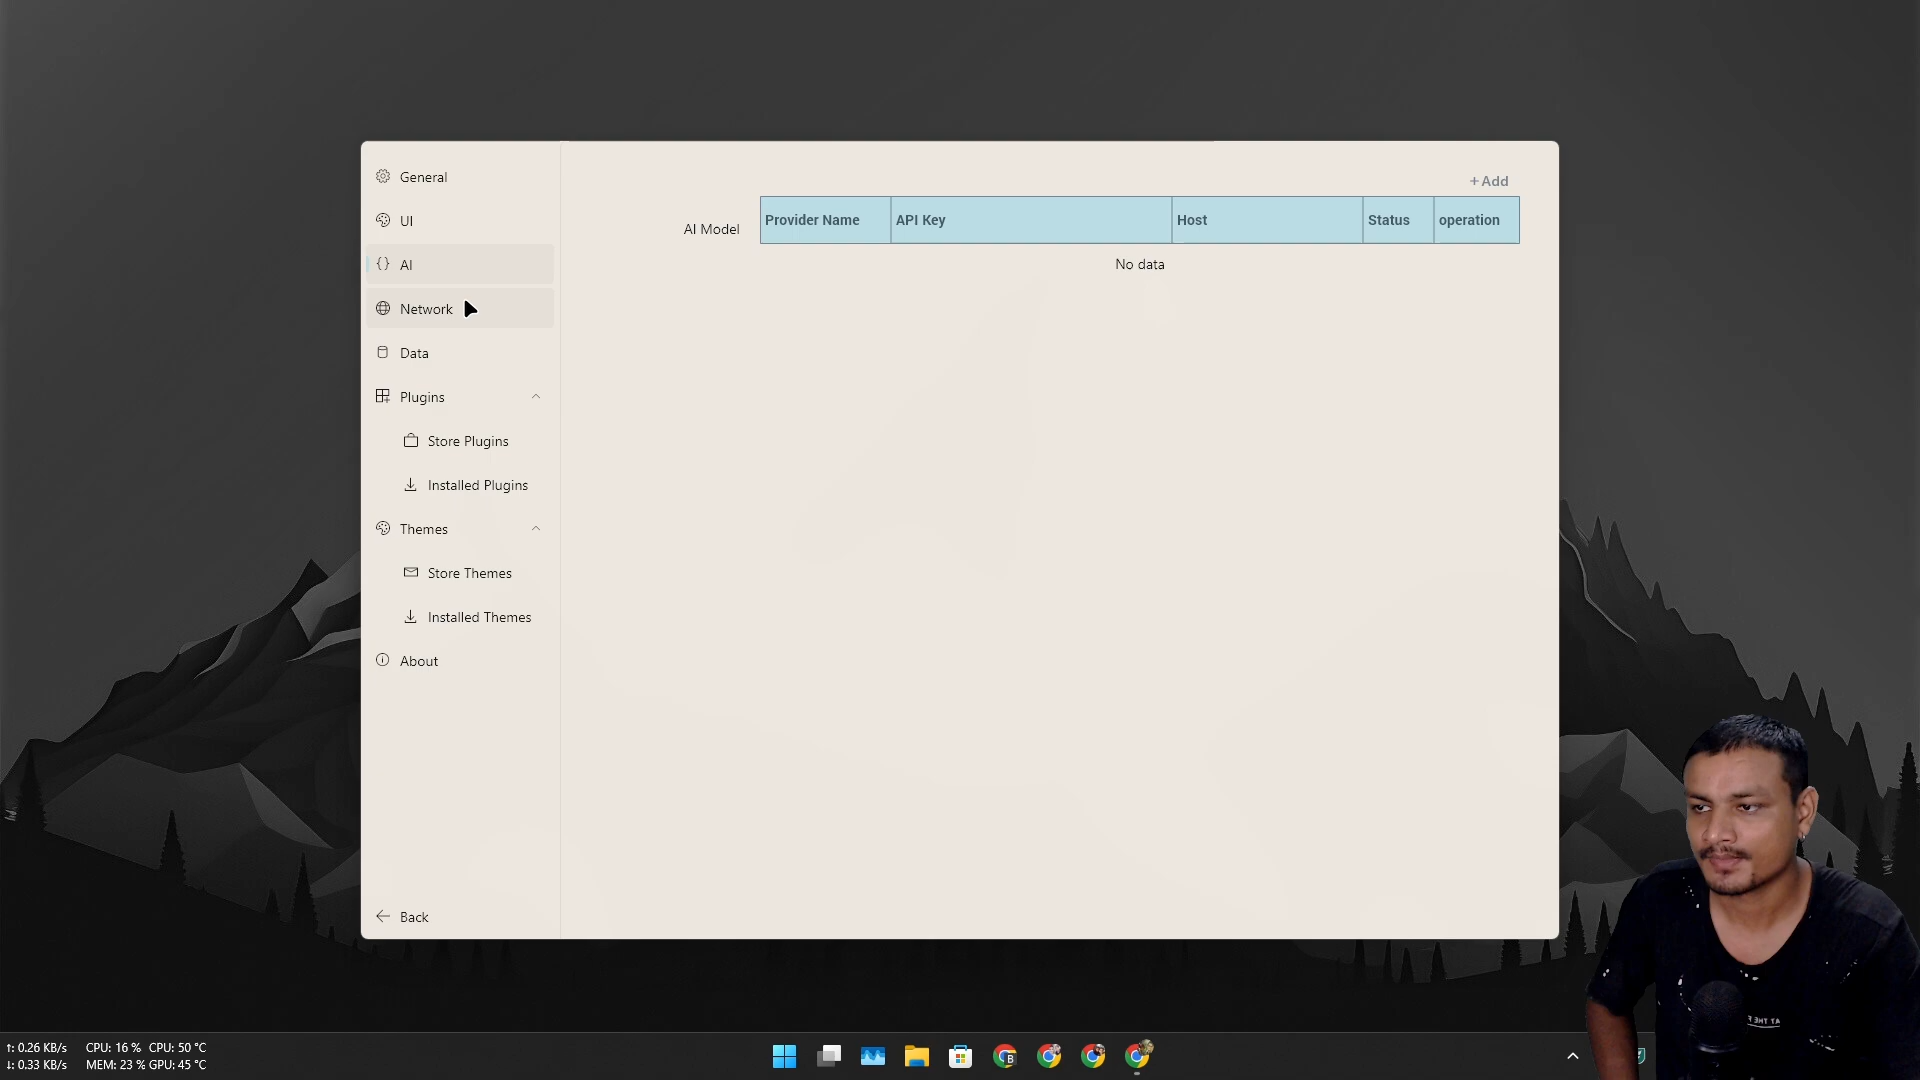 General
UI
AI
Network
Data
Plugins
Store Plugins
Installed Plugins
Themes
Store Themes
Installed Themes
About
Back
+ Add
AI Model
Provider Name API Key Host Status operation
No data
↑: 0.26 KB/s CPU: 16 % CPU: 50 °C
↓: 0.33 KB/s MEM: 23 % GPU: 45 °C
B